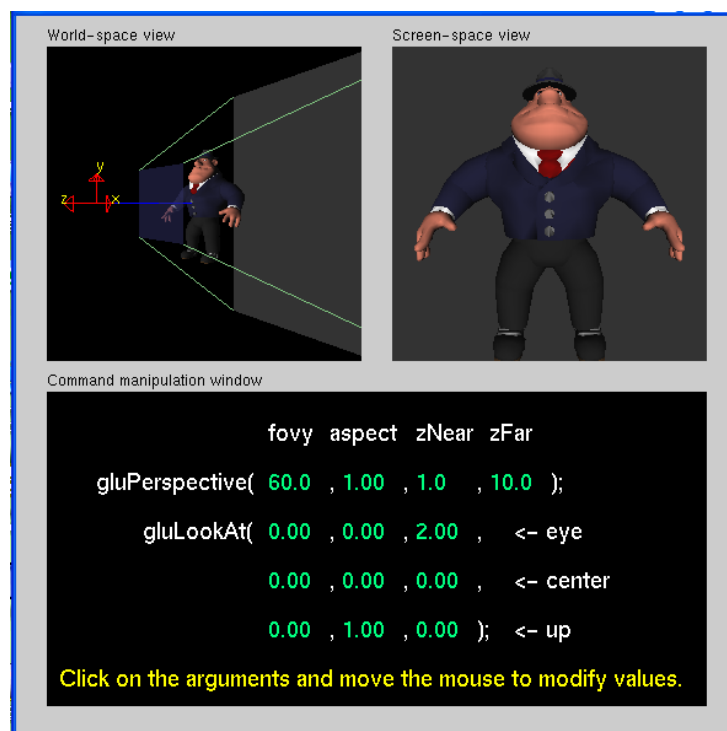 World-space view
Screen-space view
y
z
x
Command manipulation window
fovy aspect zNear zFar
gluPerspective( 60.0 , 1.00 , 1.0 , 10.0 );
gluLookAt( 0.00 , 0.00 , 2.00 , <- eye
0.00 , 0.00 , 0.00 , <- center
0.00 , 1.00 , 0.00 ); <- up
Click on the arguments and move the mouse to modify values.